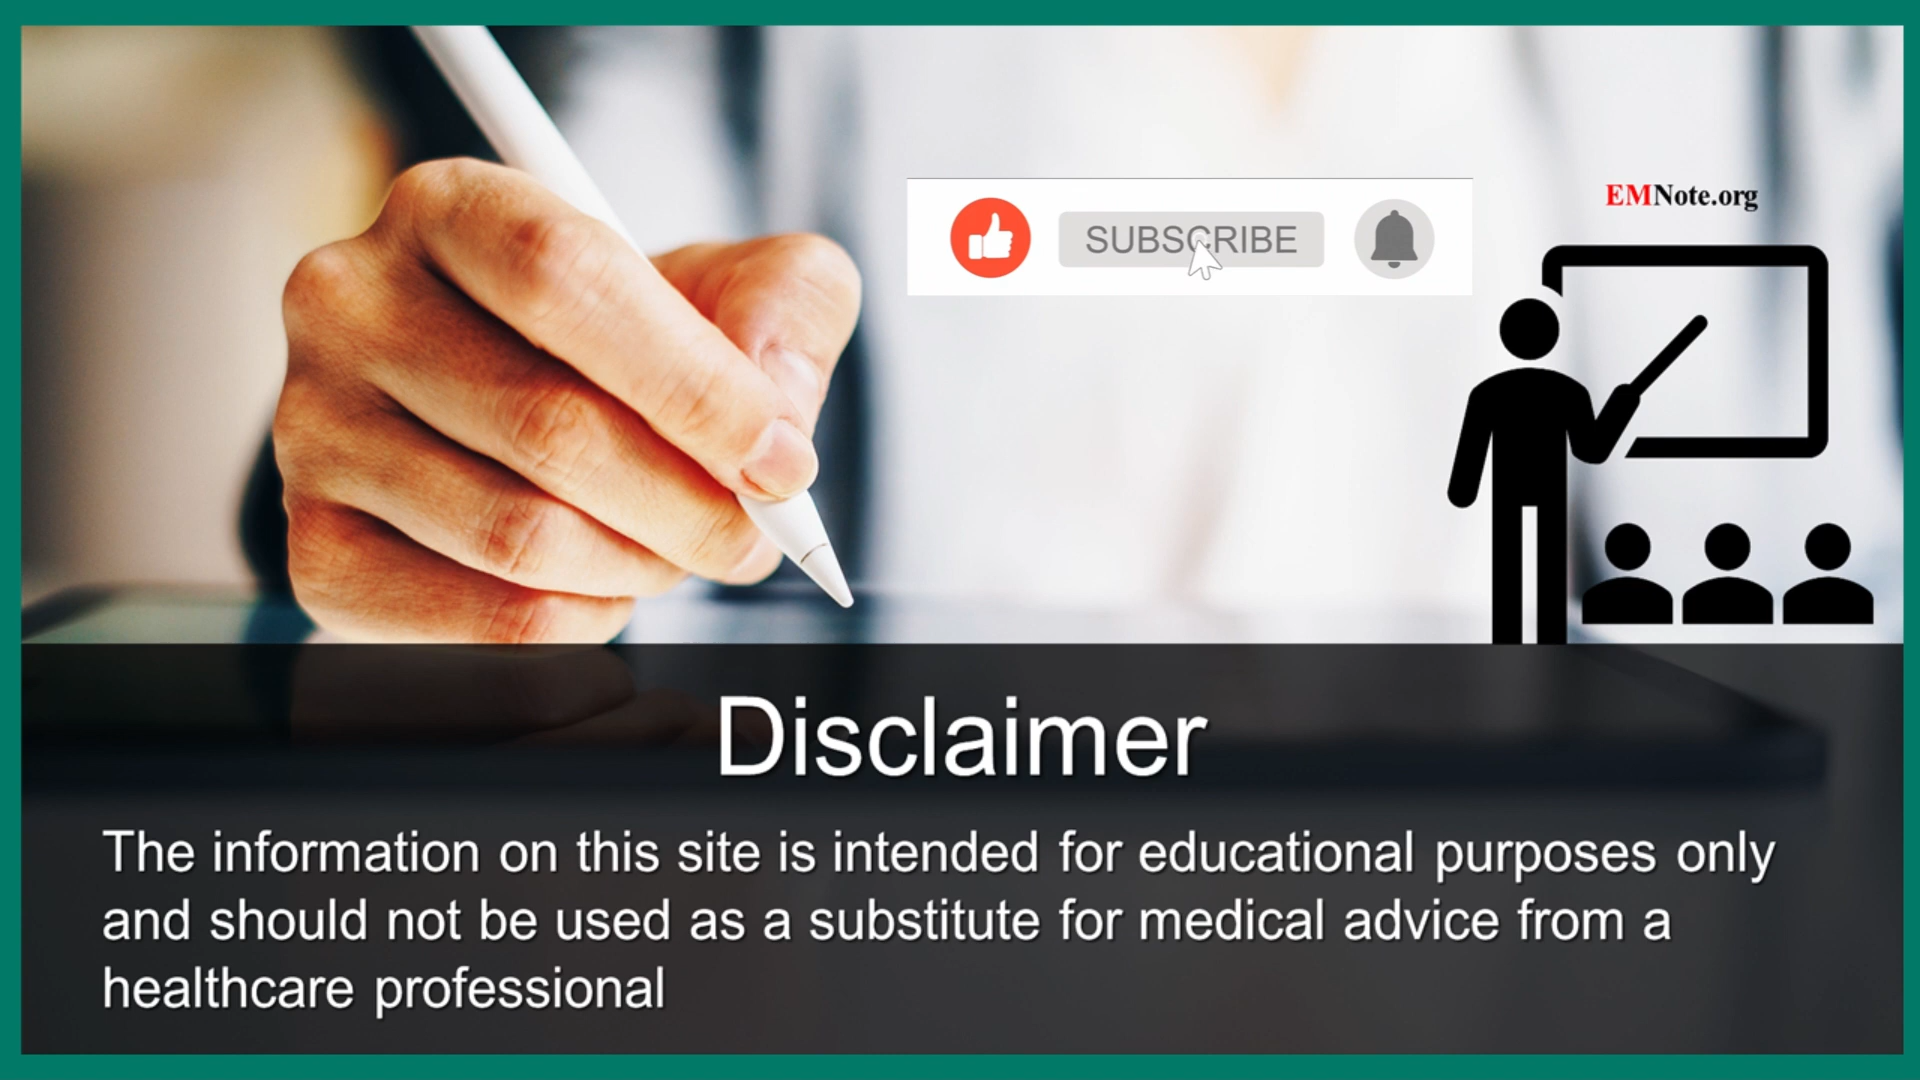 EMNote.org
SUBSCRIBE
Disclaimer
The information on this site is intended for educational purposes only
and should not be used as a substitute for medical advice from a
healthcare professional